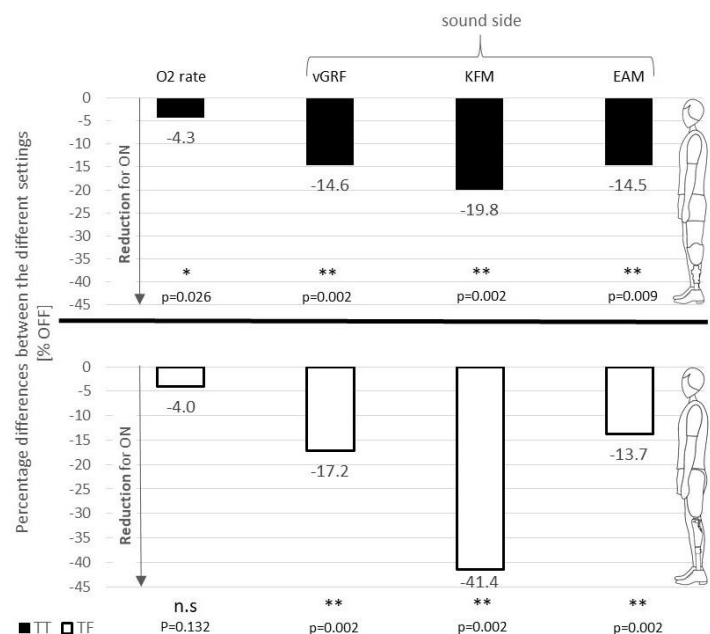 sound side
O2 rate vGRF KFM EAM
Percentage differences between the different settings
[% OFF]
0
-5
-10
-15
-20
-25
-30
-35
-40
-45
Reduction for ON
-4.3
-14.6
-19.8
-14.5
* ** ** **
p=0.026 p=0.002 p=0.002 p=0.009
0
-5
-10
-15
-20
-25
-30
-35
-40
-45
Reduction for ON
-4.0
-17.2
-41.4
-13.7
n.s ** ** **
P=0.132 p=0.002 p=0.002 p=0.002
TT TF